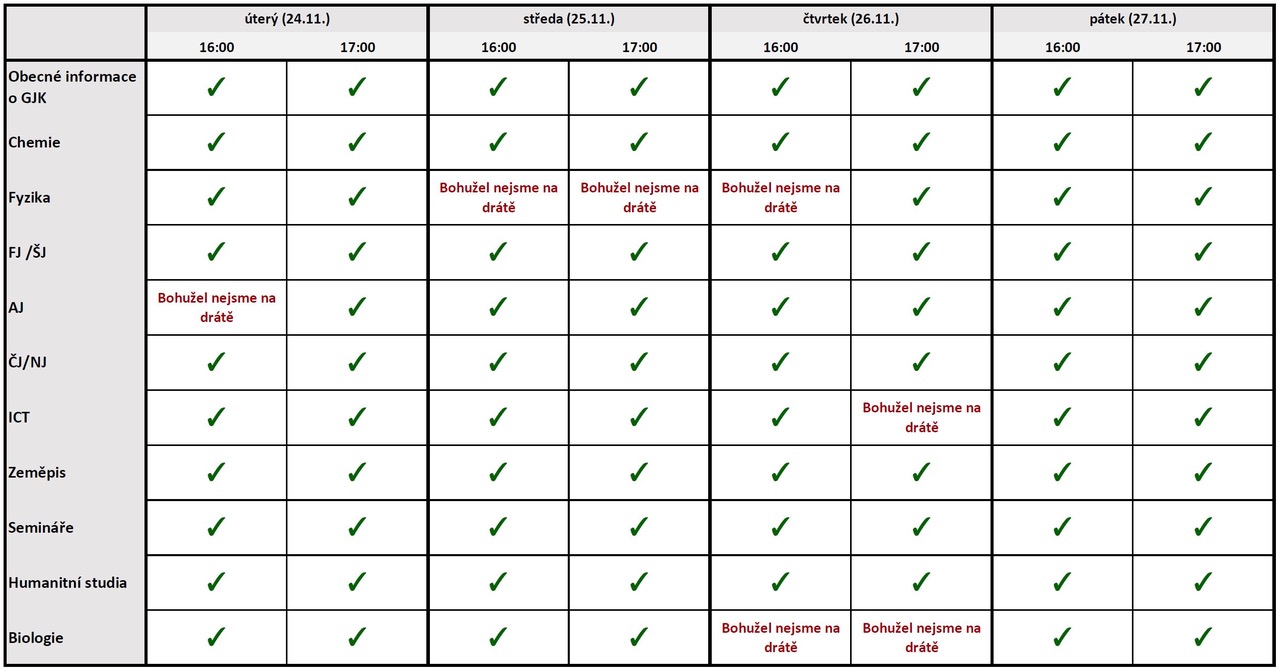 úterý (24.11.) středa (25.11.) čtvrtek (26.11.) pátek (27.11.)
16:00 17:00 16:00 17:00 16:00 17:00 16:00 17:00
Obecné informace
o GJK ✓ ✓ ✓ ✓ ✓ ✓ ✓ ✓
Chemie ✓ ✓ ✓ ✓ ✓ ✓ ✓ ✓
Fyzika ✓ ✓ Bohužel nejsme na drátě Bohužel nejsme na drátě Bohužel nejsme na drátě ✓ ✓ ✓
FJ /ŠJ ✓ ✓ ✓ ✓ ✓ ✓ ✓ ✓
AJ Bohužel nejsme na drátě ✓ ✓ ✓ ✓ ✓ ✓ ✓
ČJ/NJ ✓ ✓ ✓ ✓ ✓ ✓ ✓ ✓
ICT ✓ ✓ ✓ ✓ ✓ Bohužel nejsme na drátě ✓ ✓
Zeměpis ✓ ✓ ✓ ✓ ✓ ✓ ✓ ✓
Semináře ✓ ✓ ✓ ✓ ✓ ✓ ✓ ✓
Humanitní studia ✓ ✓ ✓ ✓ ✓ ✓ ✓ ✓
Biologie ✓ ✓ ✓ ✓ Bohužel nejsme na drátě Bohužel nejsme na drátě ✓ ✓